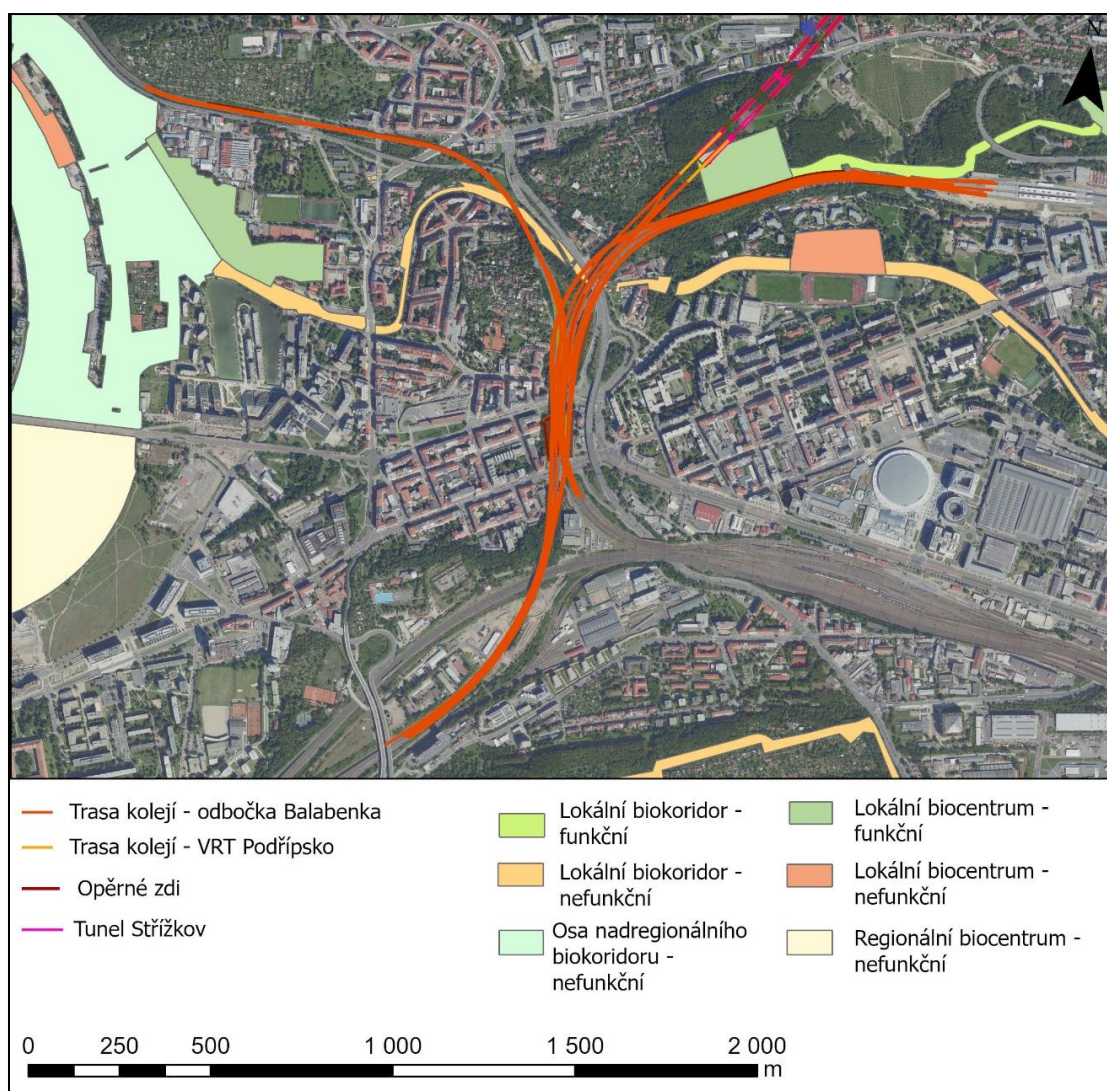 N
Trasa kolejí - odbočka Balabenka
Trasa kolejí - VRT Podřípsko
Opěrné zdi
Tunel Střížkov
Lokální biokoridor -
funkční
Lokální biokoridor -
nefunkční
Osa nadregionálního
biokoridoru -
nefunkční
Lokální biocentrum -
funkční
Lokální biocentrum -
nefunkční
Regionální biocentrum -
nefunkční
0 250 500 1 000 1 500 2 000
m